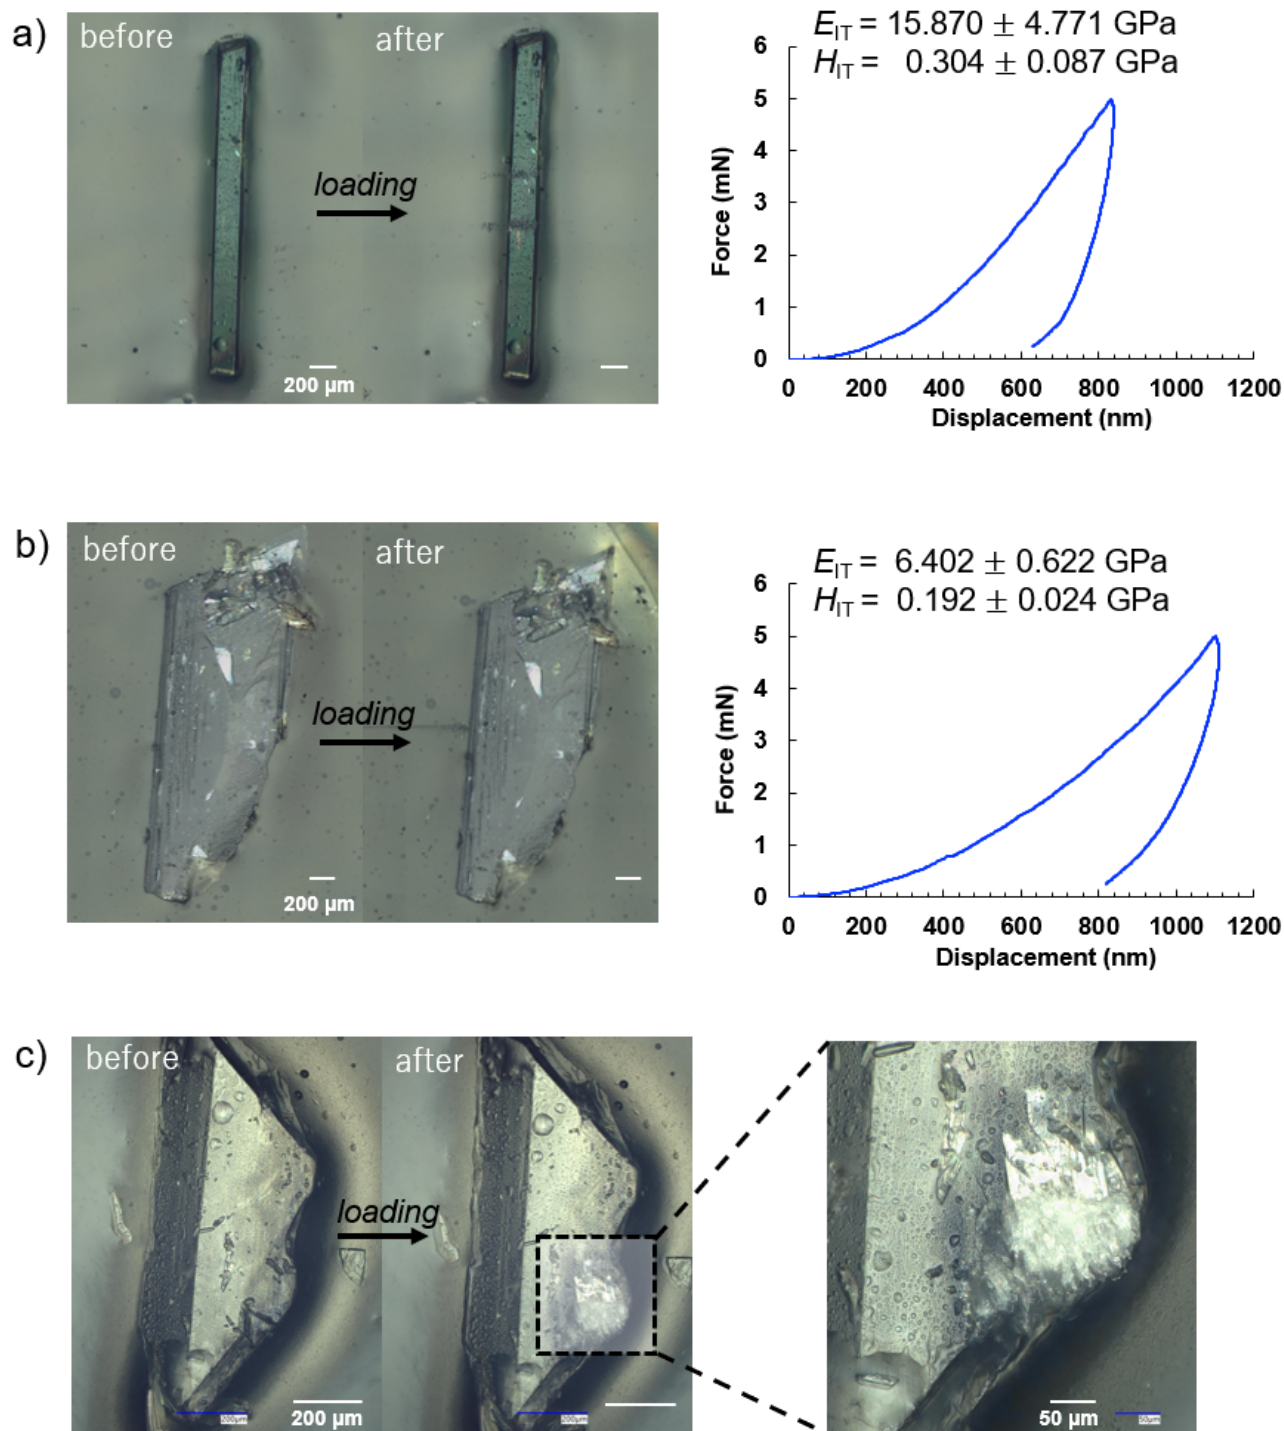 a)
before
after
loading
200 µm
E_IT = 15.870 ± 4.771 GPa
H_IT = 0.304 ± 0.087 GPa
6
5
4
3
2
1
0
Force (mN)
0 200 400 600 800 1000 1200
Displacement (nm)
b)
before
after
loading
200 µm
E_IT = 6.402 ± 0.622 GPa
H_IT = 0.192 ± 0.024 GPa
6
5
4
3
2
1
0
Force (mN)
0 200 400 600 800 1000 1200
Displacement (nm)
c)
before
after
loading
200 µm
200µm
200µm
50 µm
50µm